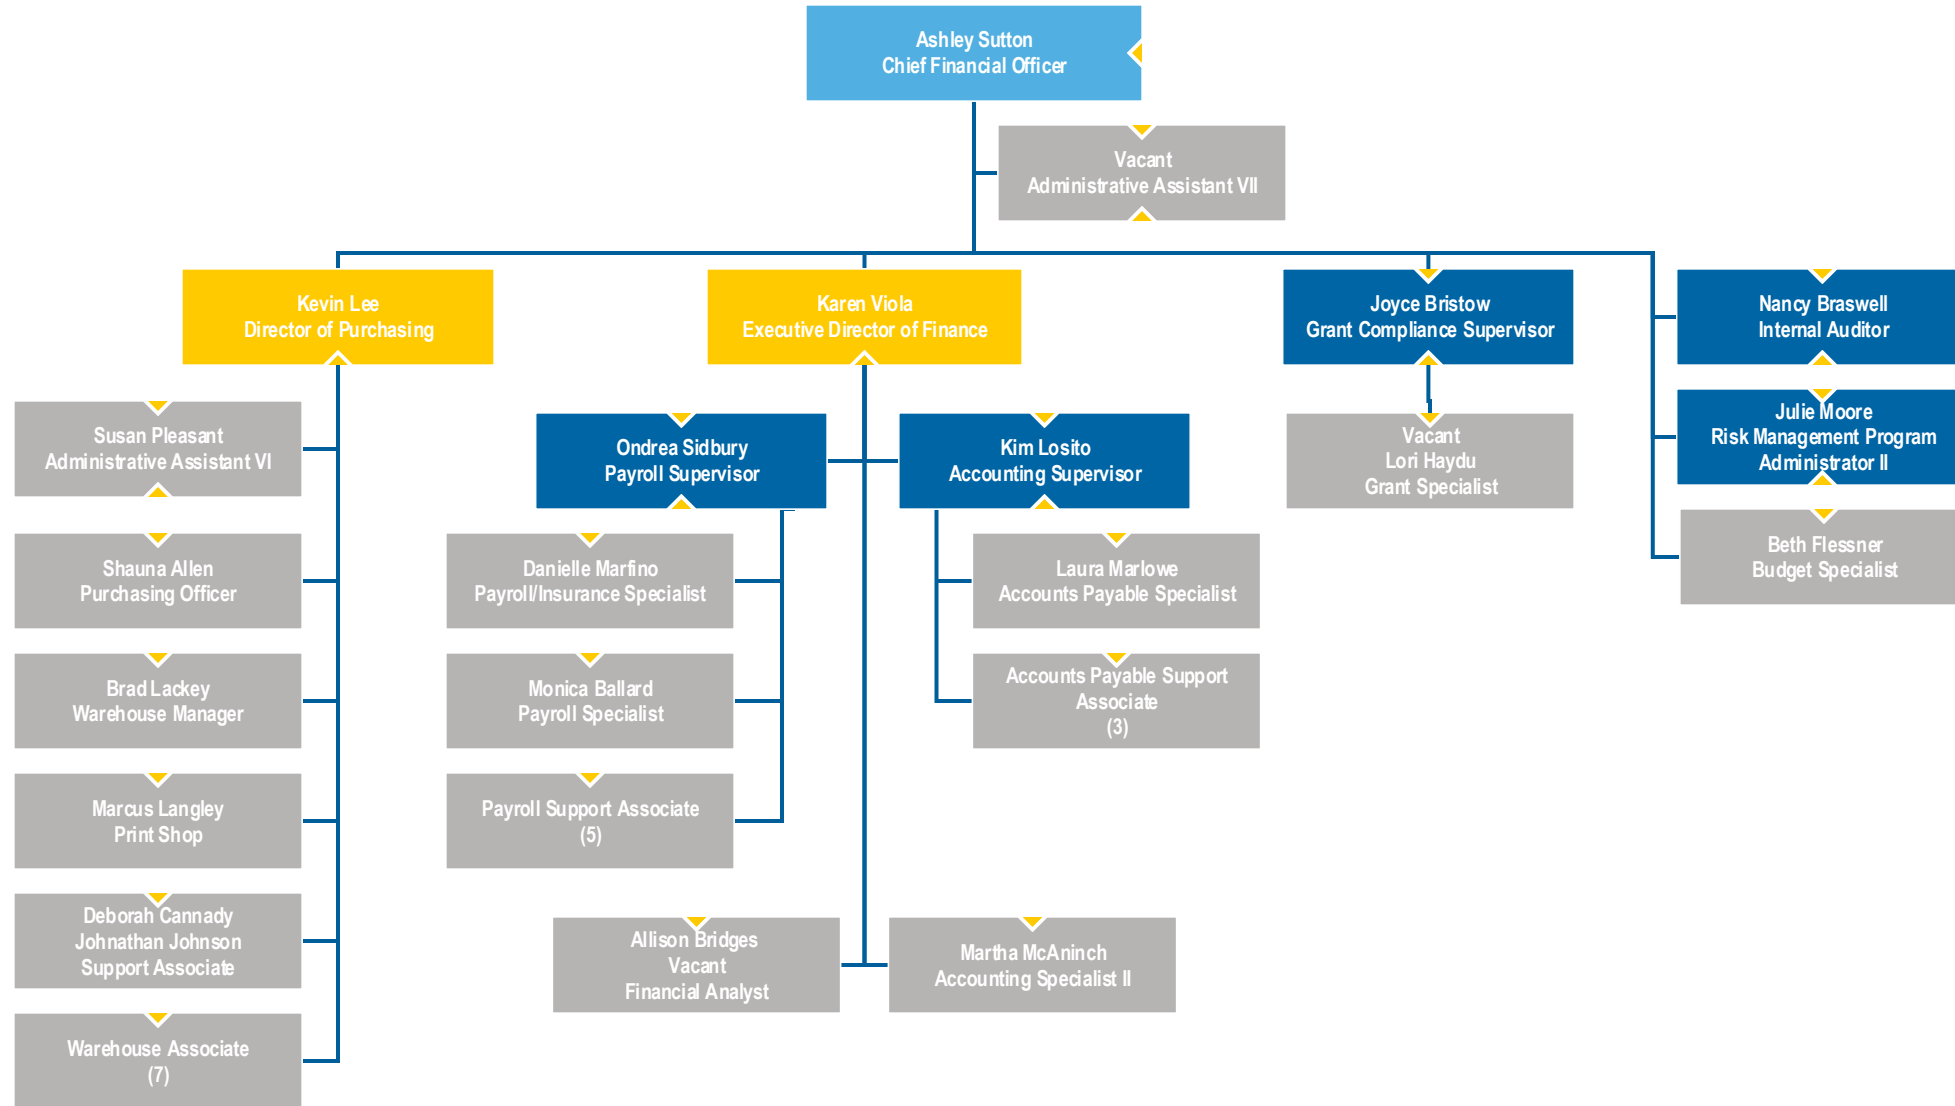 Ashley Sutton
Chief Financial Officer
Vacant
Administrative Assistant VII
Kevin Lee
Director of Purchasing
Karen Viola
Executive Director of Finance
Joyce Bristow
Grant Compliance Supervisor
Nancy Braswell
Internal Auditor
Susan Pleasant
Administrative Assistant VI
Ondrea Sidbury
Payroll Supervisor
Kim Losito
Accounting Supervisor
Vacant
Lori Haydu
Grant Specialist
Julie Moore
Risk Management Program
Administrator II
Shauna Allen
Purchasing Officer
Danielle Marfino
Payroll/Insurance Specialist
Laura Marlowe
Accounts Payable Specialist
Beth Flessner
Budget Specialist
Brad Lackey
Warehouse Manager
Monica Ballard
Payroll Specialist
Accounts Payable Support
Associate
(3)
Marcus Langley
Print Shop
Payroll Support Associate
(5)
Deborah Cannady
Johnathan Johnson
Support Associate
Allison Bridges
Vacant
Financial Analyst
Martha McAninch
Accounting Specialist II
Warehouse Associate
(7)